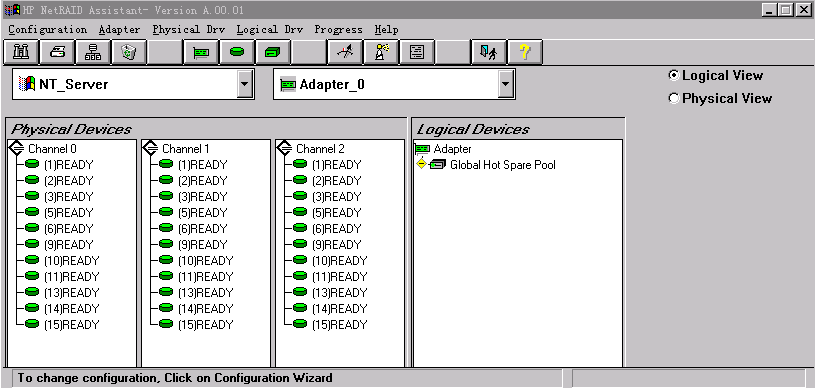 HP NetRAID Assistant- Version A.00.01
Configuration Adapter Physical Drv Logical Drv Progress Help
NT_Server
Adapter_0
Logical View
Physical View
Physical Devices
Channel 0
(1)READY
(2)READY
(3)READY
(5)READY
(6)READY
(9)READY
(10)READY
(11)READY
(13)READY
(14)READY
(15)READY
Channel 1
(1)READY
(2)READY
(3)READY
(5)READY
(6)READY
(9)READY
(10)READY
(11)READY
(13)READY
(14)READY
(15)READY
Channel 2
(1)READY
(2)READY
(3)READY
(5)READY
(6)READY
(9)READY
(10)READY
(11)READY
(13)READY
(14)READY
(15)READY
Logical Devices
Adapter
Global Hot Spare Pool
To change configuration, Click on Configuration Wizard